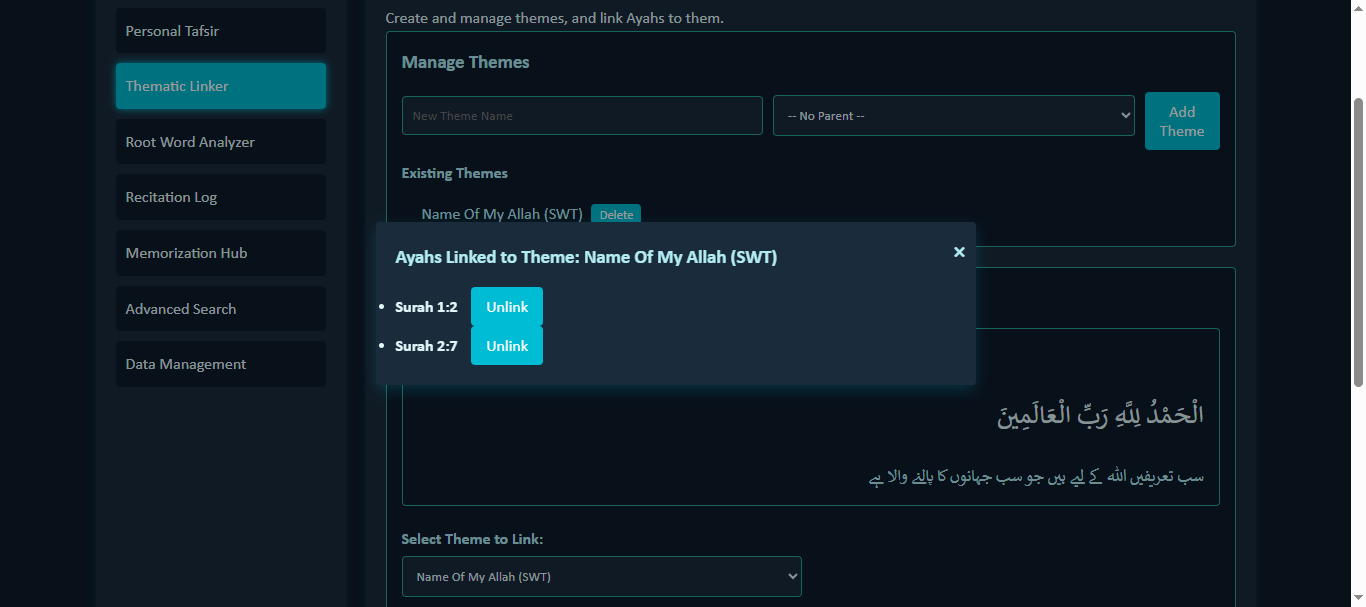 Personal Tafsir
Thematic Linker
Root Word Analyzer
Recitation Log
Memorization Hub
Advanced Search
Data Management
Create and manage themes, and link Ayahs to them.
Manage Themes
New Theme Name
-- No Parent --
Add
Theme
Existing Themes
Name Of My Allah (SWT) Delete
Ayahs Linked to Theme: Name Of My Allah (SWT) ×
• Surah 1:2 Unlink
• Surah 2:7 Unlink
الْحَمْدُ لِلَّهِ رَبِّ الْعَالَمِينَ
سب تعریفیں اللہ کے لیے ہیں جو سب جہانوں کا پالنے والا ہے
Select Theme to Link:
Name Of My Allah (SWT)